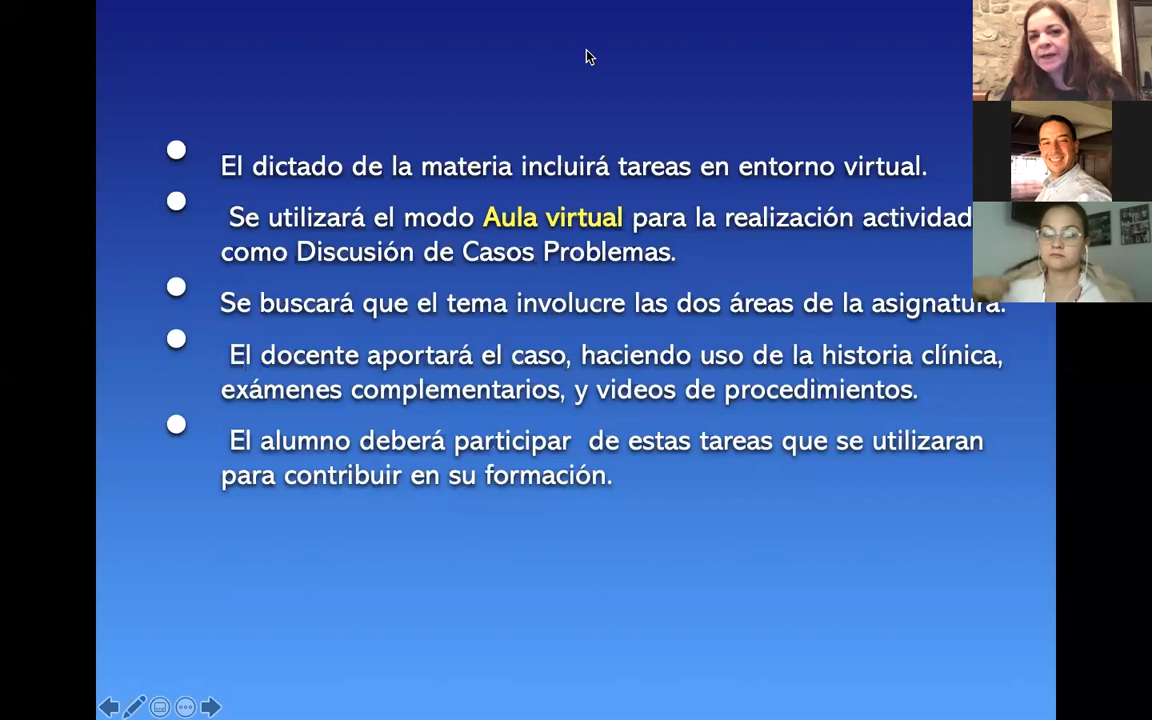 El dictado de la materia incluirá tareas en entorno virtual.
Se utilizará el modo Aula virtual para la realización actividad
como Discusión de Casos Problemas.
Se buscará que el tema involucre las dos áreas de la asignatura.
El docente aportará el caso, haciendo uso de la historia clínica,
exámenes complementarios, y videos de procedimientos.
El alumno deberá participar de estas tareas que se utilizaran
para contribuir en su formación.